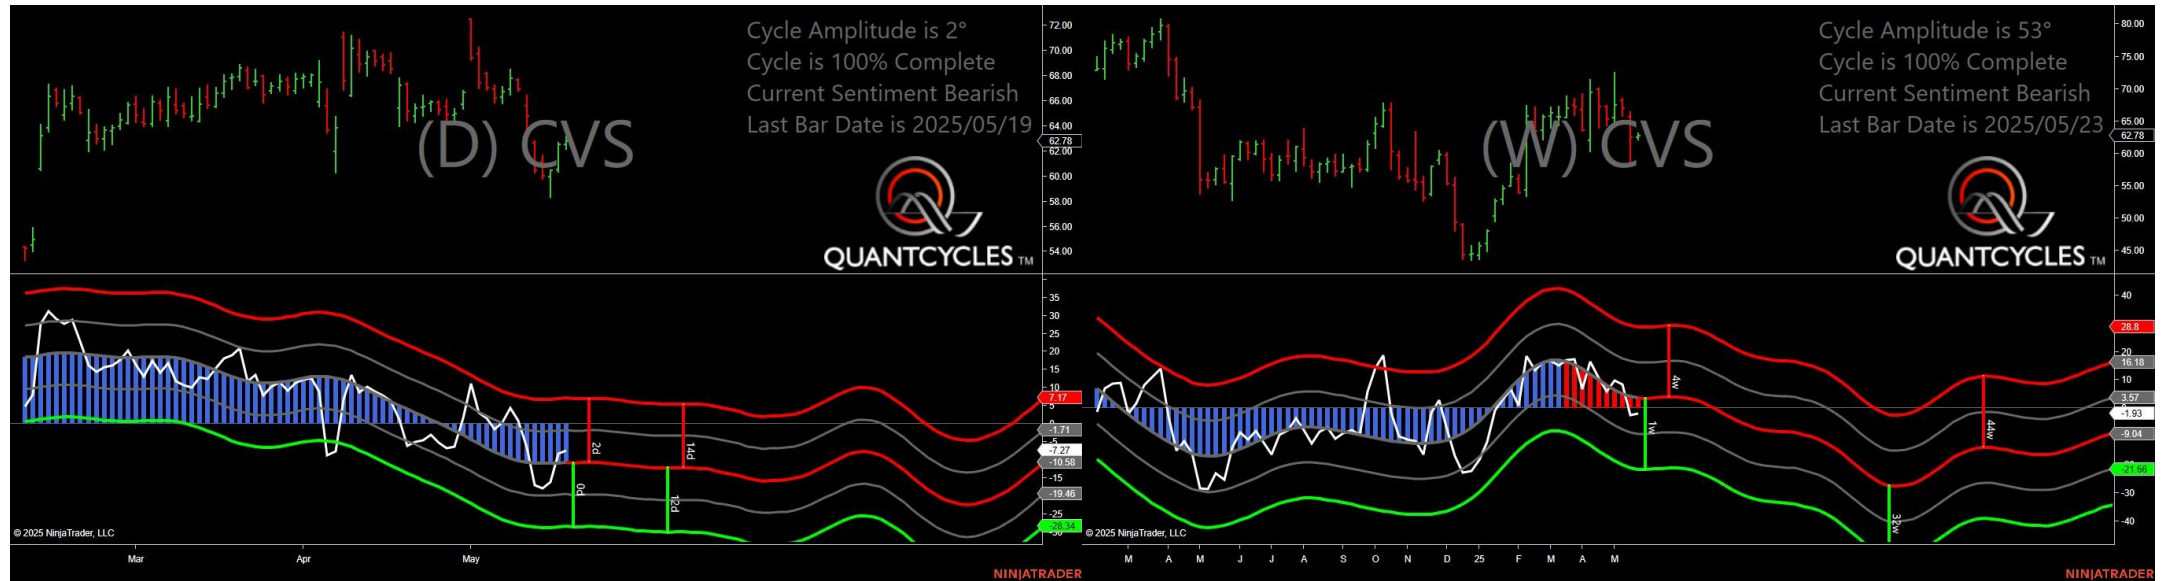 Cycle Amplitude is 2°
Cycle is 100% Complete
Current Sentiment Bearish
Last Bar Date is 2025/05/19
(D) CVS
QUANTCYCLES TM
72.00
70.00
68.00
66.00
64.00
62.78
62.00
60.00
58.00
56.00
54.00
35
30
25
20
15
10
7.17
5
0
-1.71
-5
-7.27
-10.58
-15
-19.46
-25
-28.34
-30
2d
14d
0d
12d
© 2025 NinjaTrader, LLC
Mar
Apr
May
NINJATRADER
Cycle Amplitude is 53°
Cycle is 100% Complete
Current Sentiment Bearish
Last Bar Date is 2025/05/23
(W) CVS
QUANTCYCLES TM
80.00
75.00
70.00
65.00
62.78
60.00
55.00
50.00
45.00
40
28.8
20
16.18
10
3.57
-1.93
-9.04
-21.66
-30
-40
4w
44w
1w
32w
© 2025 NinjaTrader, LLC
M A M J J A S O N D 25 F M A M
NINJATRADER